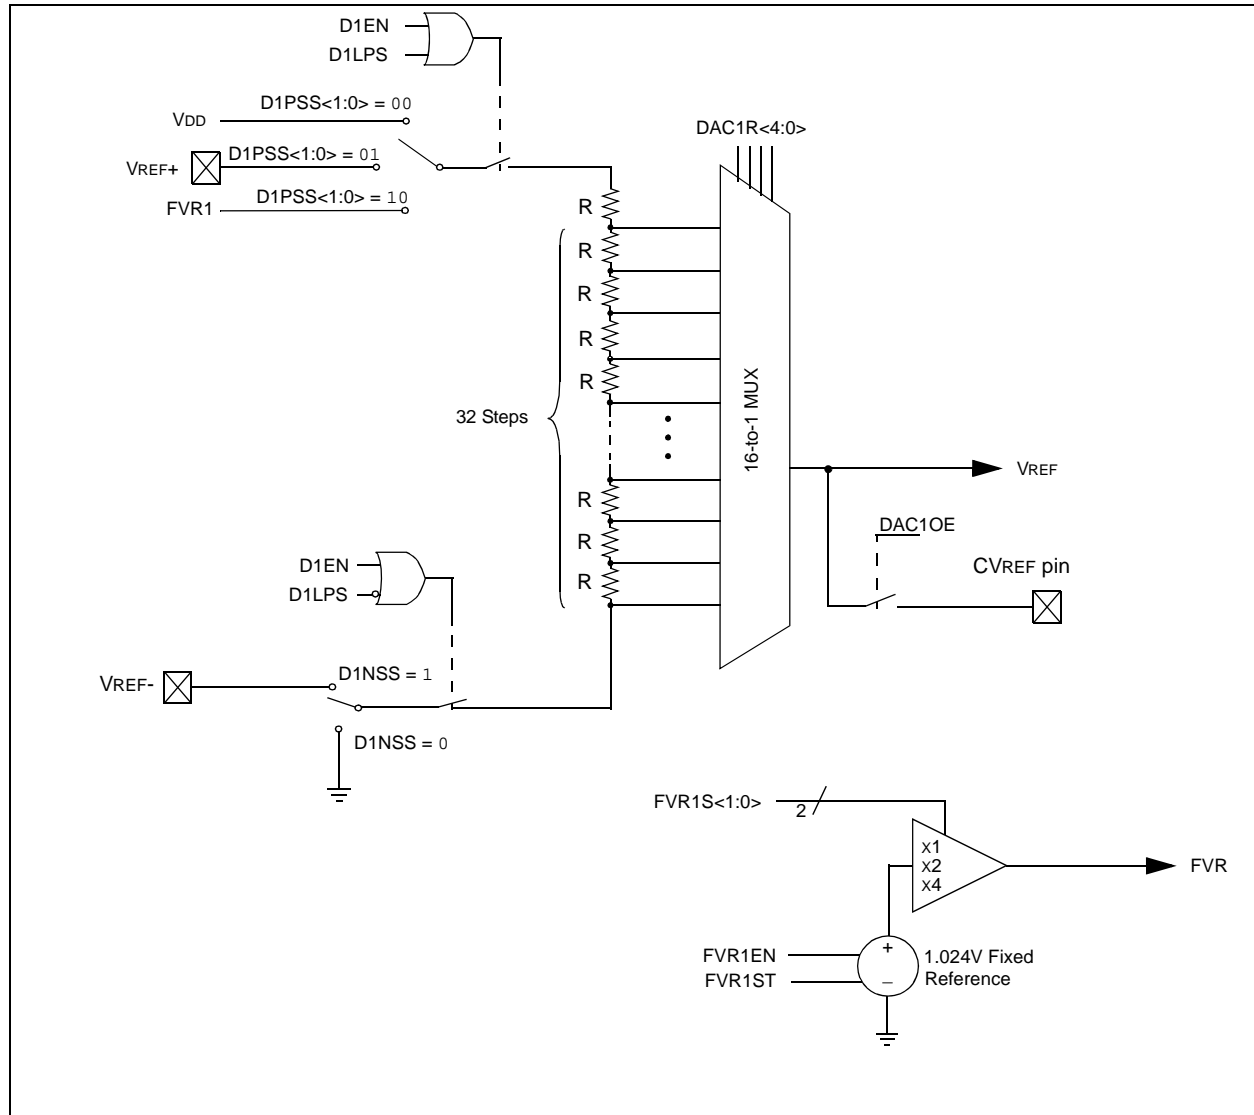 D1EN
D1LPS
VDD
D1PSS<1:0> = 00
VREF+
D1PSS<1:0> = 01
FVR1
D1PSS<1:0> = 10
DAC1R<4:0>
R
R
R
R
R
32 Steps
16-to-1 MUX
VREF
R
R
R
DAC1OE
CVREF pin
D1EN
D1LPS
VREF-
D1NSS = 1
D1NSS = 0
FVR1S<1:0>
2
X1
X2
X4
FVR
FVR1EN
FVR1ST
+
–
1.024V Fixed
Reference